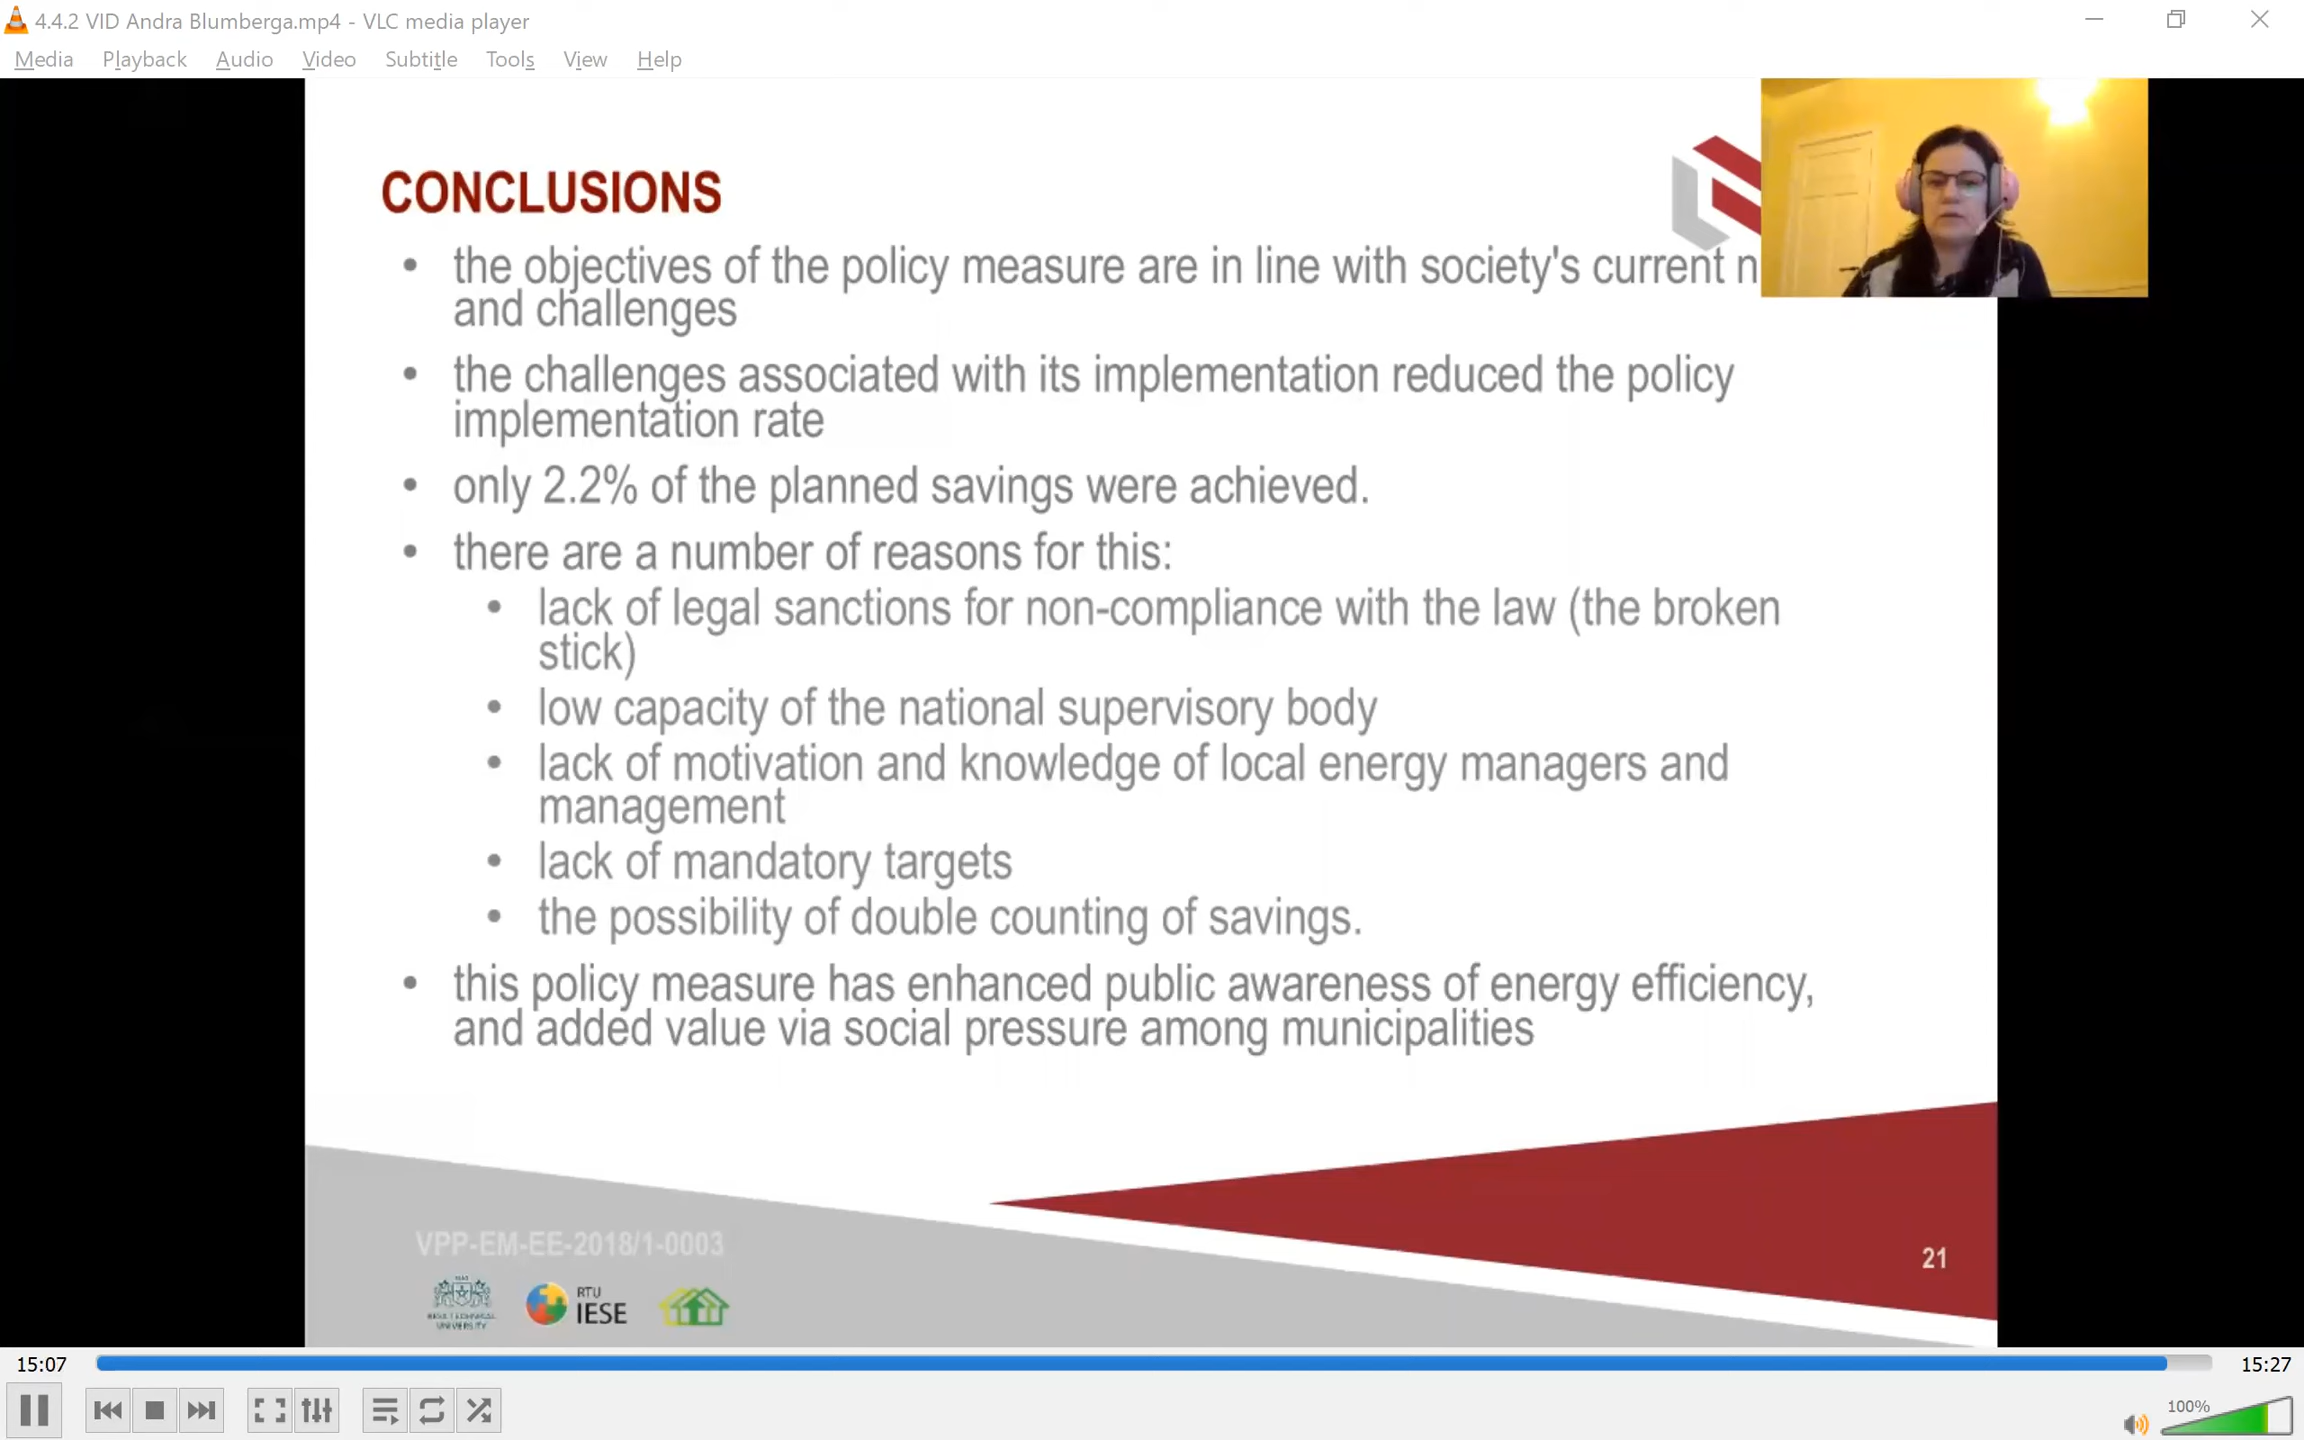 4.4.2 VID Andra Blumberga.mp4 - VLC media player
Media Playback Audio Video Subtitle Tools View Help
CONCLUSIONS
• the objectives of the policy measure are in line with society's current n
and challenges
• the challenges associated with its implementation reduced the policy
implementation rate
• only 2.2% of the planned savings were achieved.
• there are a number of reasons for this:
• lack of legal sanctions for non-compliance with the law (the broken
stick)
• low capacity of the national supervisory body
• lack of motivation and knowledge of local energy managers and
management
• lack of mandatory targets
• the possibility of double counting of savings.
• this policy measure has enhanced public awareness of energy efficiency,
and added value via social pressure among municipalities
VPP-EM-EE-2018/1-0003
21
RIGA TECHNICAL
UNIVERSITY
RTU
IESE
15:07
15:27
100%